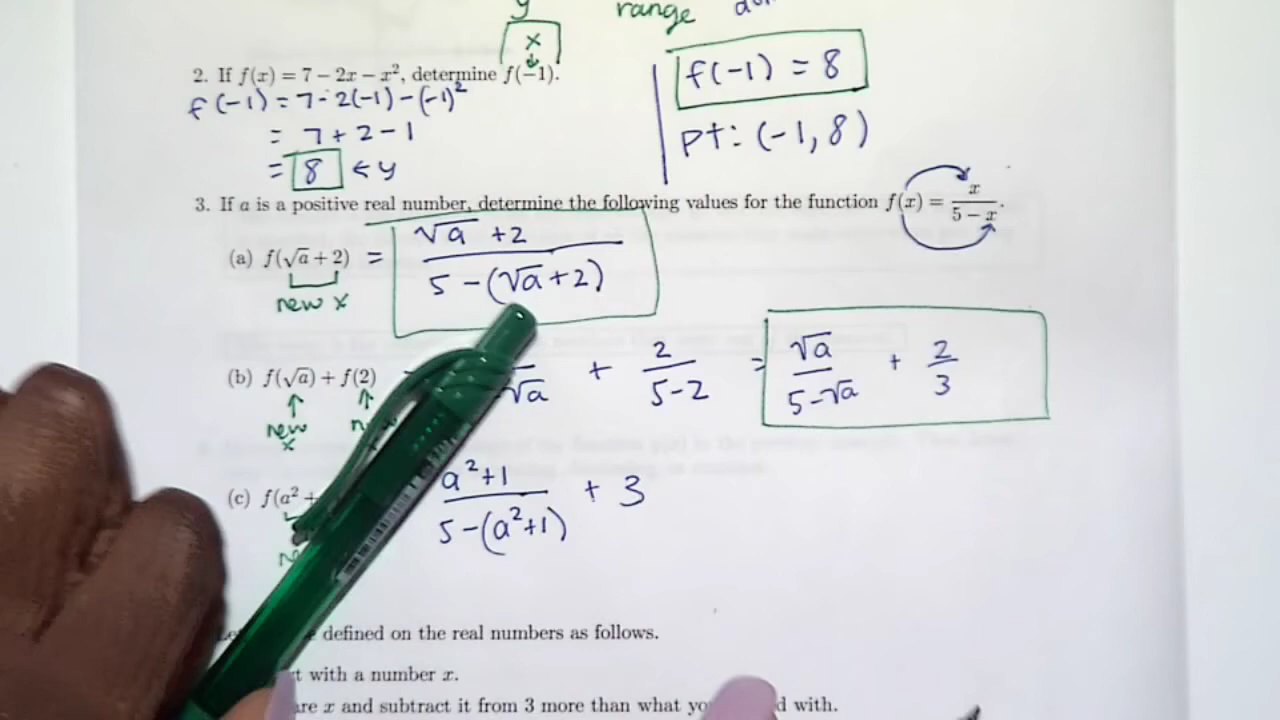 y range
x
2. If f(x) = 7 − 2x − x², determine f(−1).
f(-1) = 7 - 2(-1) - (-1)²
= 7 + 2 - 1
= 8 ← y
f(-1) = 8
pt: (-1, 8)
3. If a is a positive real number, determine the following values for the function f(x) = x/(5 − x).
(a) f(√a + 2) = (√a + 2)/(5 - (√a + 2))
new x
(b) f(√a) + f(2) √a + 2/(5-2) = √a/(5-√a) + 2/3
new
x
(c) f(a² + (a²+1)/(5-(a²+1)) + 3
defined on the real numbers as follows.
with a number x.
x and subtract it from 3 more than what with.